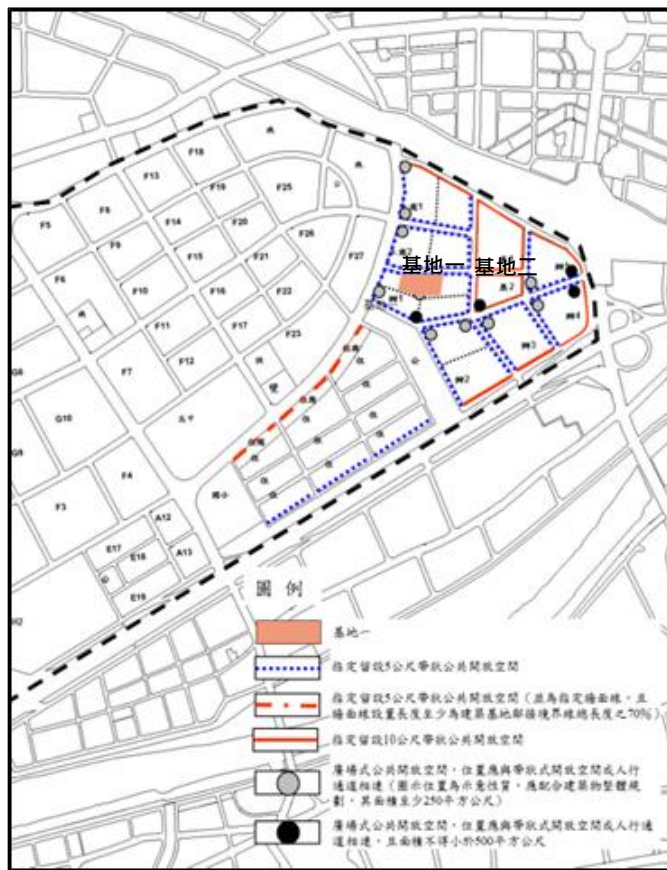 F18
F13
F25
F5
F8
F19
F14
F20
F26
F9
F15
F21
F27
基地一
基地二
F6
F10
F16
F22
F11
F17
F23
F7
F12
G10
F4
F3
A12
E17
E18
A13
E19
國小
圖例
基地一
指定留設5公尺帶狀公共開放空間
指定留設5公尺帶狀公共開放空間(並為指定牆面線,且
牆面線設置長度至少為建築基地鄰接境界線總長度之70%)
指定留設10公尺帶狀公共開放空間
廣場式公共開放空間,位置應與帶狀式開放空間或人行
通道相連(圖示位置為示意性質,應配合建築物整體規
劃,其面積至少250平方公尺)
廣場式公共開放空間,位置應與帶狀式開放空間或人行通
道相連,且面積不得小於500平方公尺